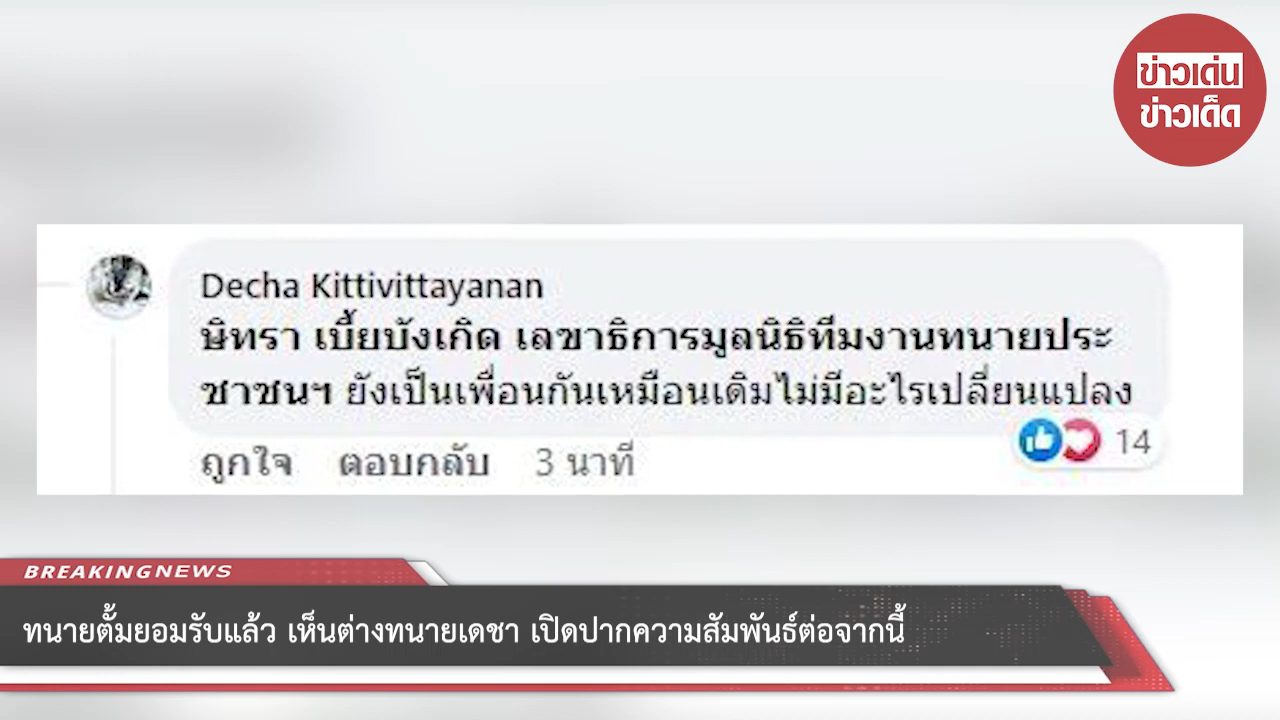 ข่าวเด่น
ข่าวเด็ด
Decha Kittivittayanan
ษิทรา เบี้ยบังเกิด เลขาธิการมูลนิธิทีมงานทนายประ
ชาชนฯ ยังเป็นเพื่อนกันเหมือนเดิมไม่มีอะไรเปลี่ยนแปลง
14
ถูกใจ ตอบกลับ 3 นาที
BREAKINGNEWS
ทนายตั้มยอมรับแล้ว เห็นต่างทนายเดชา เปิดปากความสัมพันธ์ต่อจากนี้